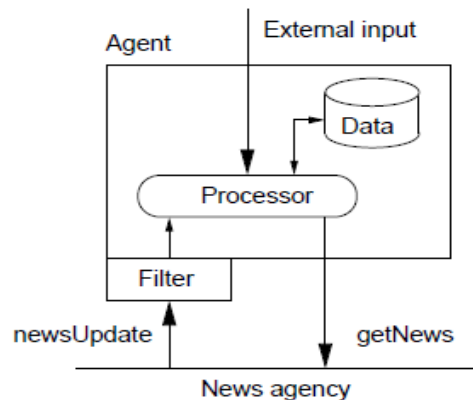 External input
Agent
Data
Processor
Filter
newsUpdate
getNews
News agency